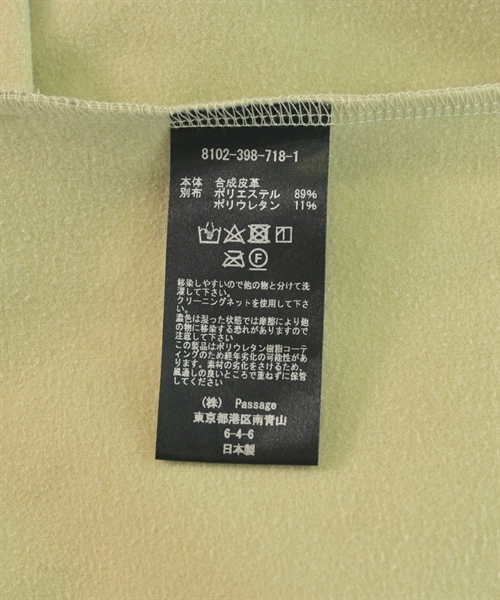 8102-398-718-1
本体 合成皮革
別布 ポリエステル 89%
ポリウレタン 11%
F
移染しやすいので他の物と分けて洗
濯して下さい。
クリーニングネットを使用して下さい。
濃色は湿った状態では摩擦により他
の物に移染する恐れがありますので
注意して下さい
この製品はポリウレタン樹脂コーテ
ィングのため経年劣化の可能性があ
ります。素材の劣化をさけるため、
風通しの良いところで重ねずに保管
してください
(株) Passage
東京都港区南青山
6-4-6
日本製